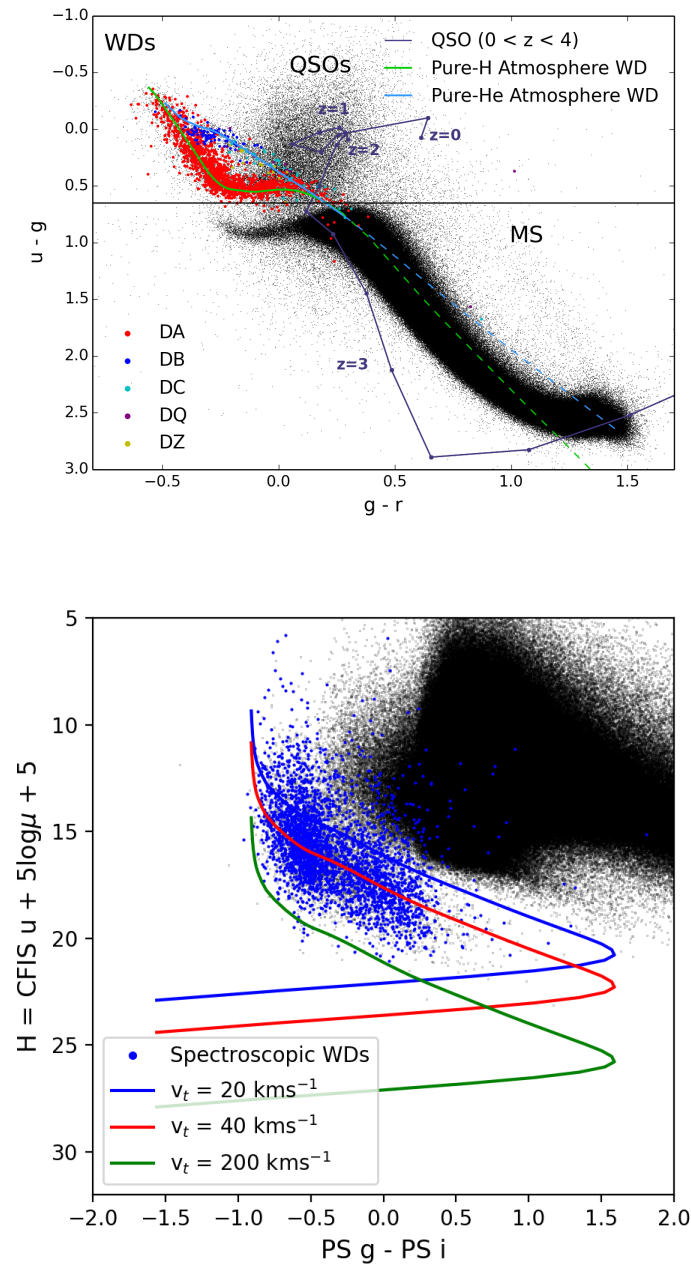 −1.0
WDs
QSO (0 < z < 4)
−0.5
QSOs
Pure-H Atmosphere WD
z=1
Pure-He Atmosphere WD
0.0
z=0
z=2
0.5
u - g
1.0
MS
1.5
DA
2.0
z=3
DB
DC
2.5
DQ
DZ
3.0
−0.5
0.0
0.5
1.0
1.5
g - r
5
10
15
20
25
30
H = CFIS u + 5logμ + 5
Spectroscopic WDs
vₜ = 20 kms⁻¹
vₜ = 40 kms⁻¹
vₜ = 200 kms⁻¹
−2.0
−1.5
−1.0
−0.5
0.0
0.5
1.0
1.5
2.0
PS g - PS i